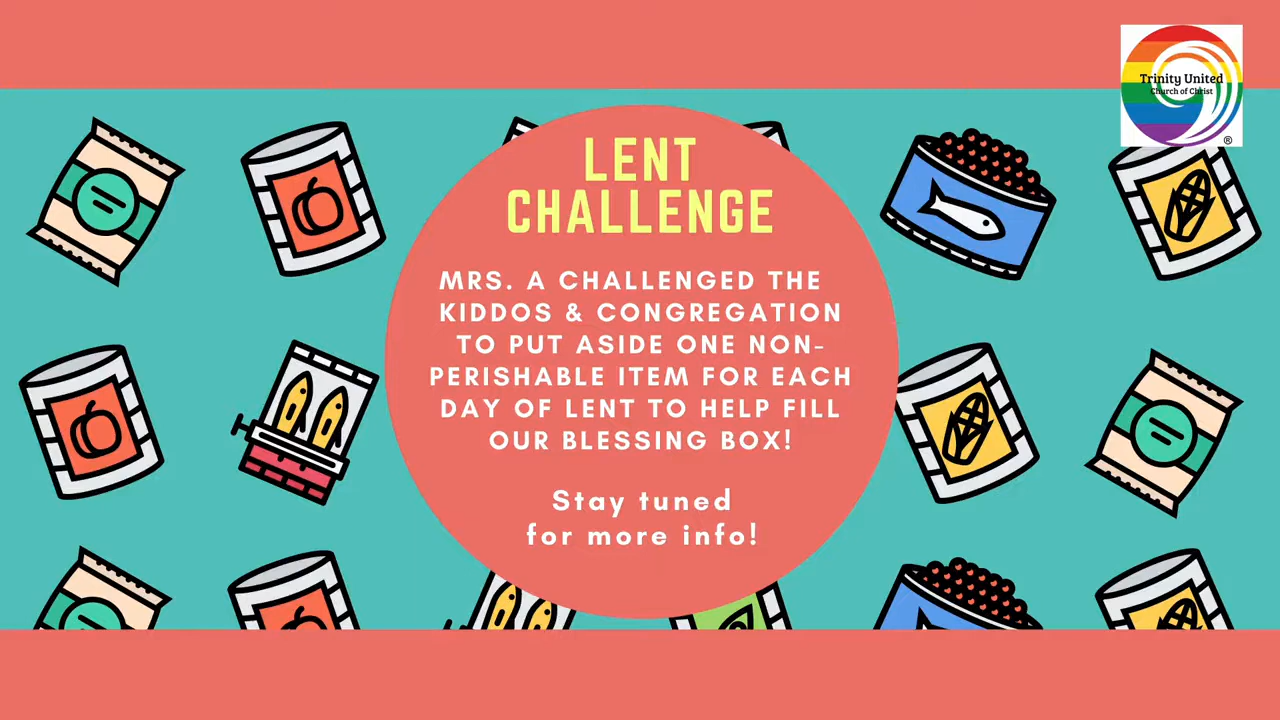 Trinity United
Church of Christ
®
LENT
CHALLENGE
MRS. A CHALLENGED THE
KIDDOS & CONGREGATION
TO PUT ASIDE ONE NON-
PERISHABLE ITEM FOR EACH
DAY OF LENT TO HELP FILL
OUR BLESSING BOX!
Stay tuned
for more info!